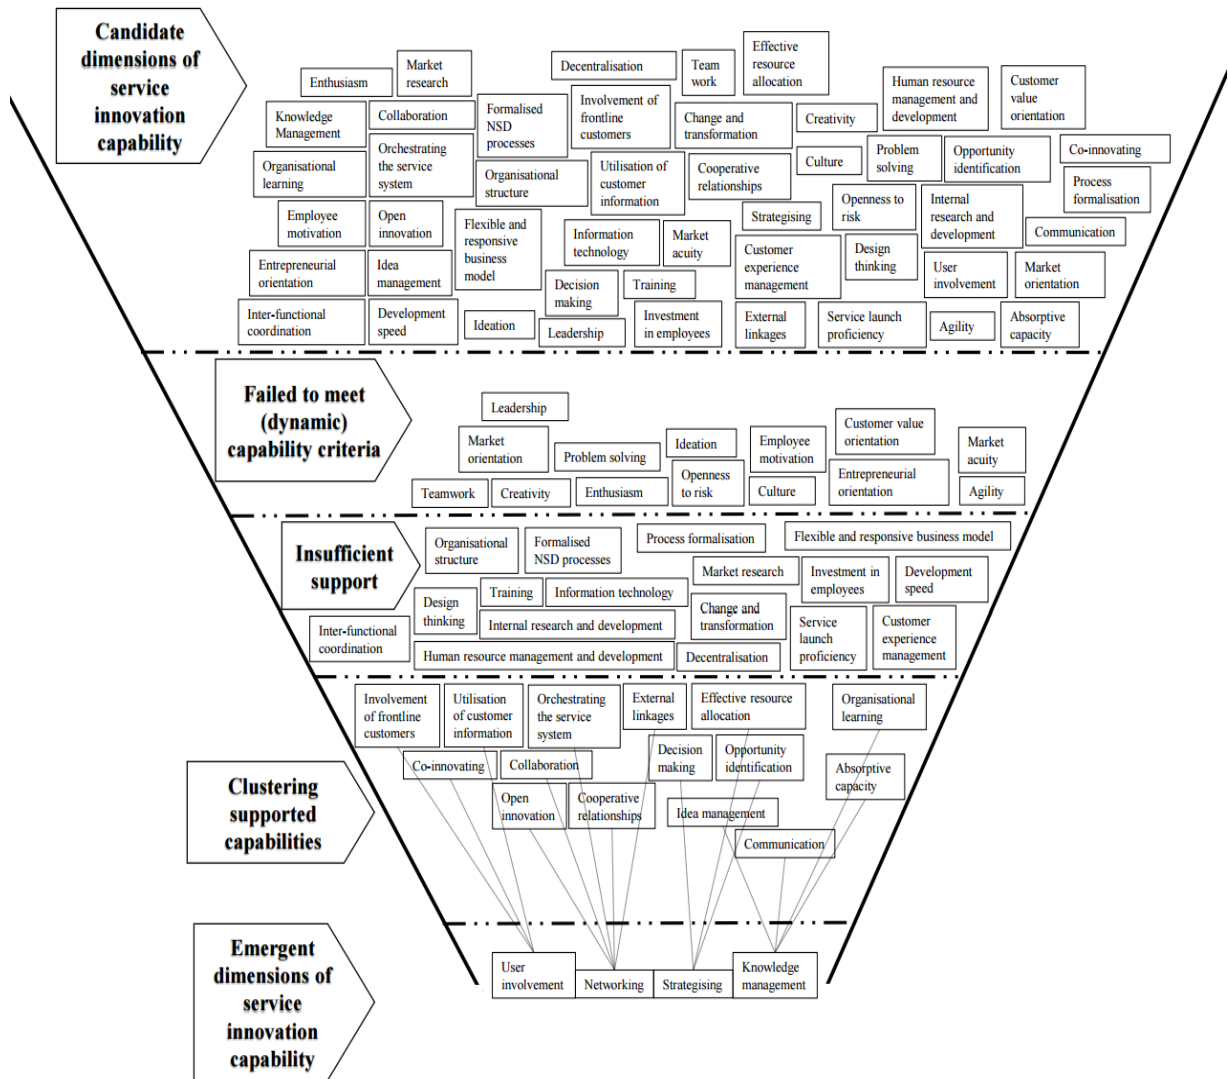 Candidate
dimensions of
service
innovation
capability
Enthusiasm
Market
research
Decentralisation
Team
work
Effective
resource
allocation
Human resource
management and
development
Customer
value
orientation
Knowledge
Management
Collaboration
Formalised
NSD
processes
Involvement of
frontline
customers
Change and
transformation
Creativity
Co-innovating
Organisational
learning
Orchestrating
the service
system
Organisational
structure
Utilisation of
customer
information
Cooperative
relationships
Culture
Problem
solving
Opportunity
identification
Process
formalisation
Employee
motivation
Open
innovation
Flexible and
responsive
business
model
Information
technology
Market
acuity
Strategising
Openness to
risk
Internal
research and
development
Communication
Entrepreneurial
orientation
Idea
management
Decision
making
Training
Customer
experience
management
Design
thinking
User
involvement
Market
orientation
Inter-functional
coordination
Development
speed
Ideation
Leadership
Investment
in employees
External
linkages
Service launch
proficiency
Agility
Absorptive
capacity
Failed to meet
(dynamic)
capability criteria
Leadership
Market
orientation
Problem solving
Ideation
Employee
motivation
Customer value
orientation
Market
acuity
Teamwork
Creativity
Enthusiasm
Openness
to risk
Culture
Entrepreneurial
orientation
Agility
Insufficient
support
Organisational
structure
Formalised
NSD processes
Process formalisation
Flexible and responsive business model
Market research
Investment in
employees
Development
speed
Design
thinking
Training
Information technology
Change and
transformation
Inter-functional
coordination
Internal research and development
Service
launch
proficiency
Customer
experience
management
Human resource management and development
Decentralisation
Clustering
supported
capabilities
Involvement
of frontline
customers
Utilisation
of customer
information
Orchestrating
the service
system
External
linkages
Effective resource
allocation
Organisational
learning
Co-innovating
Collaboration
Decision
making
Opportunity
identification
Absorptive
capacity
Open
innovation
Cooperative
relationships
Idea management
Communication
Emergent
dimensions of
service
innovation
capability
User
involvement
Networking
Strategising
Knowledge
management